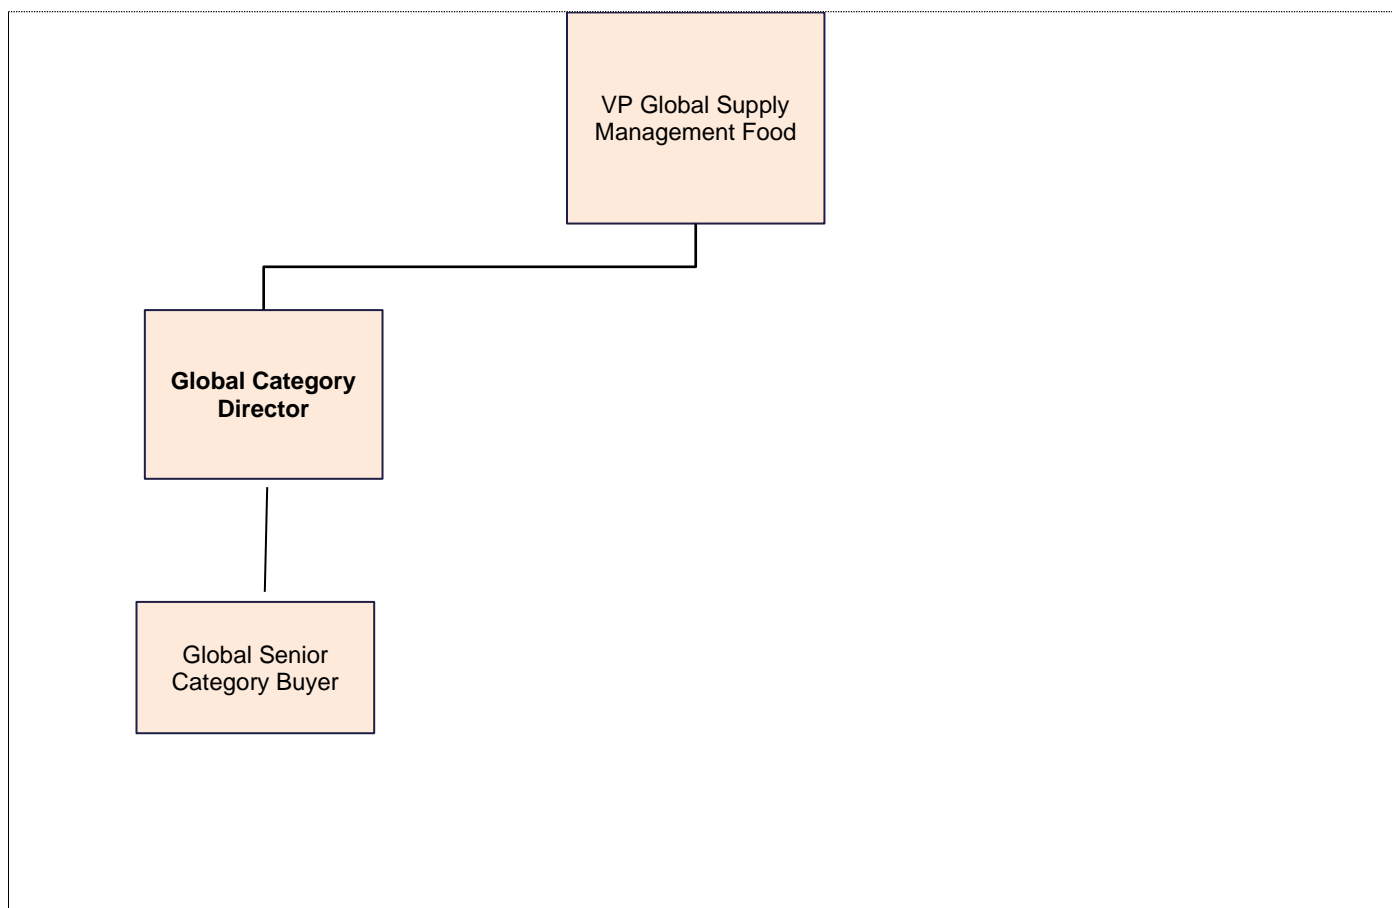 VP Global Supply
Management Food
Global Category
Director
Global Senior
Category Buyer